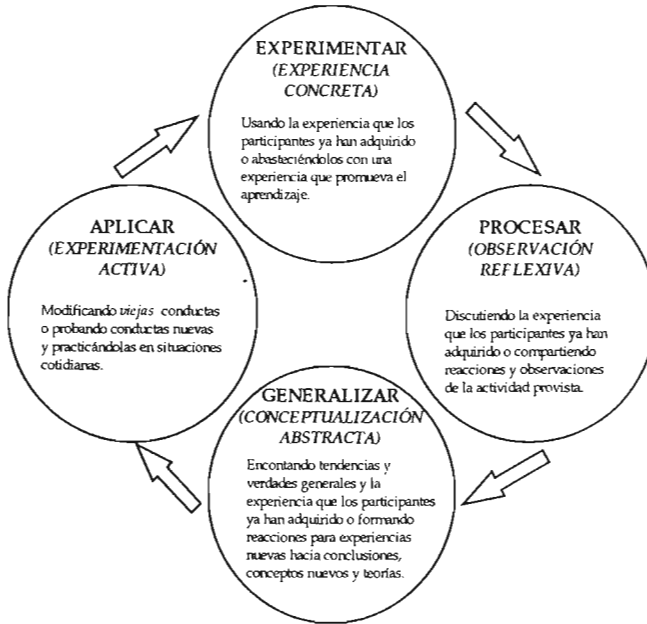 EXPERIMENTAR
(EXPERIENCIA
CONCRETA)
Usando la experiencia que los
participantes ya han adquirido
o abasteciéndolos con una
experiencia que promueva el
aprendizaje.
PROCESAR
(OBSERVACIÓN
REFLEXIVA)
Discutiendo la experiencia
que los participantes ya han
adquirido o compartiendo
reacciones y observaciones
de la actividad provista.
GENERALIZAR
(CONCEPTUALIZACIÓN
ABSTRACTA)
Encontando tendencias y
verdades generales y la
experiencia que los participantes
ya han adquirido o formando
reacciones para experiencias
nuevas hacia conclusiones,
conceptos nuevos y teorías.
APLICAR
(EXPERIMENTACIÓN
ACTIVA)
Modificando viejas conductas
o probando conductas nuevas
y practicándolas en situaciones
cotidianas.